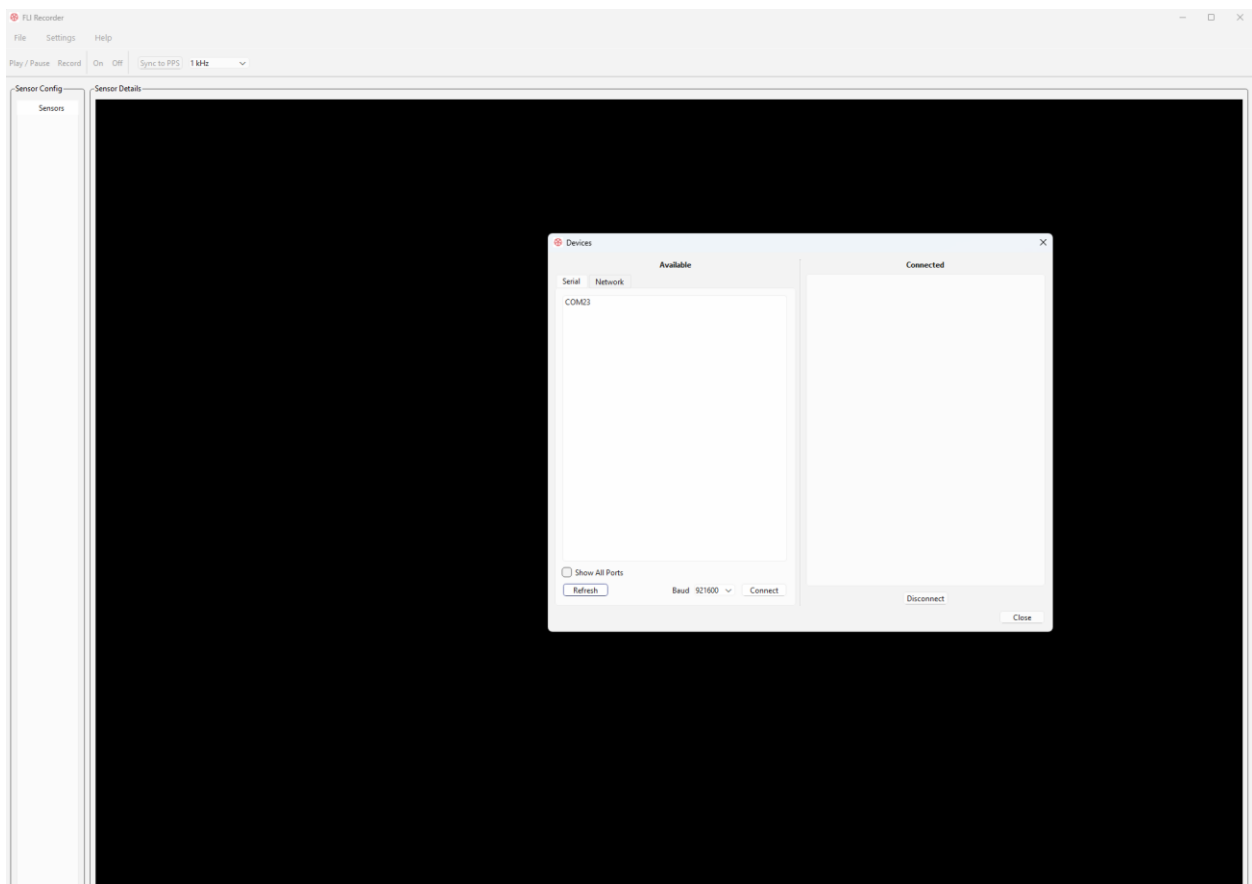 FLI Recorder
File Settings Help
Play / Pause Record On Off Sync to PPS 1 kHz
Sensor Config
Sensor Details
Sensors
Devices
Available
Connected
Serial Network
COM23
Show All Ports
Refresh Baud 921600 Connect
Disconnect
Close